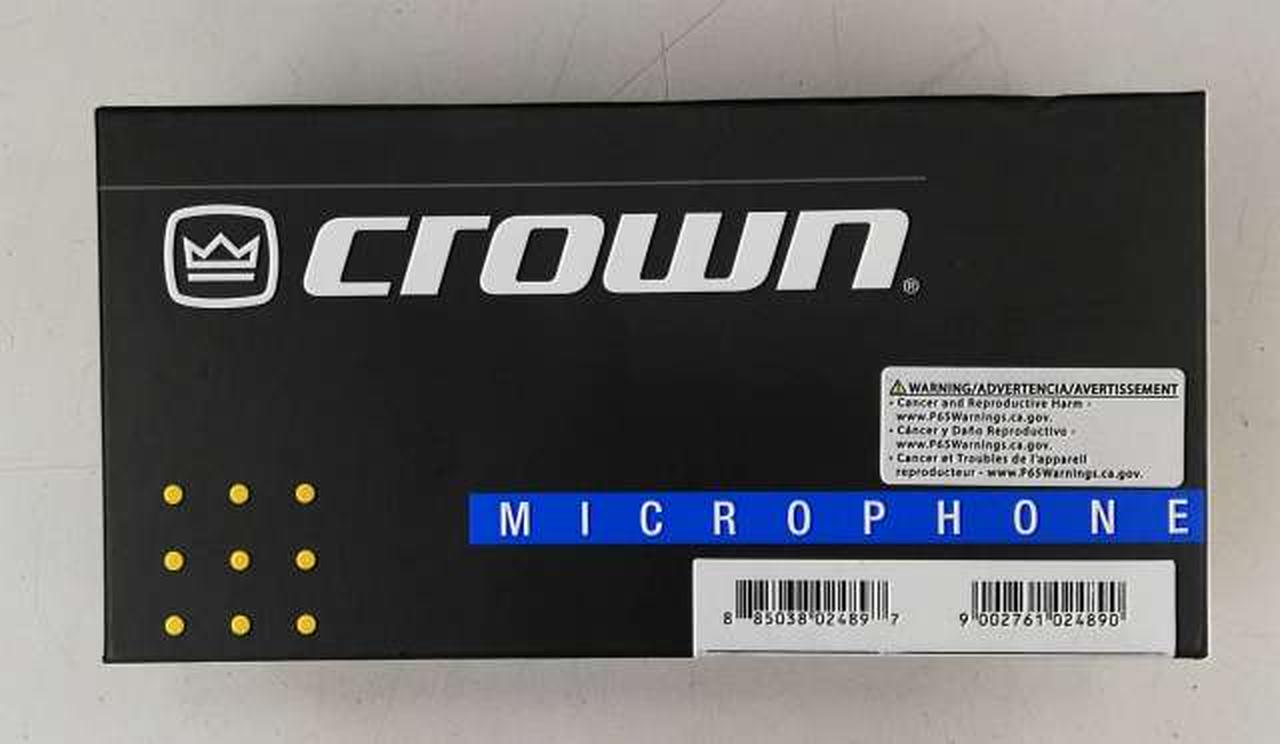 crown®
⚠ WARNING/ADVERTENCIA/AVERTISSEMENT
• Cancer and Reproductive Harm -
www.P65Warnings.ca.gov.
• Cáncer y Daño Reproductivo -
www.P65Warnings.ca.gov.
• Cancer et Troubles de l'appareil
reproducteur - www.P65Warnings.ca.gov.
MICROPHONE
8 85038 02489 7
9 002761 024890